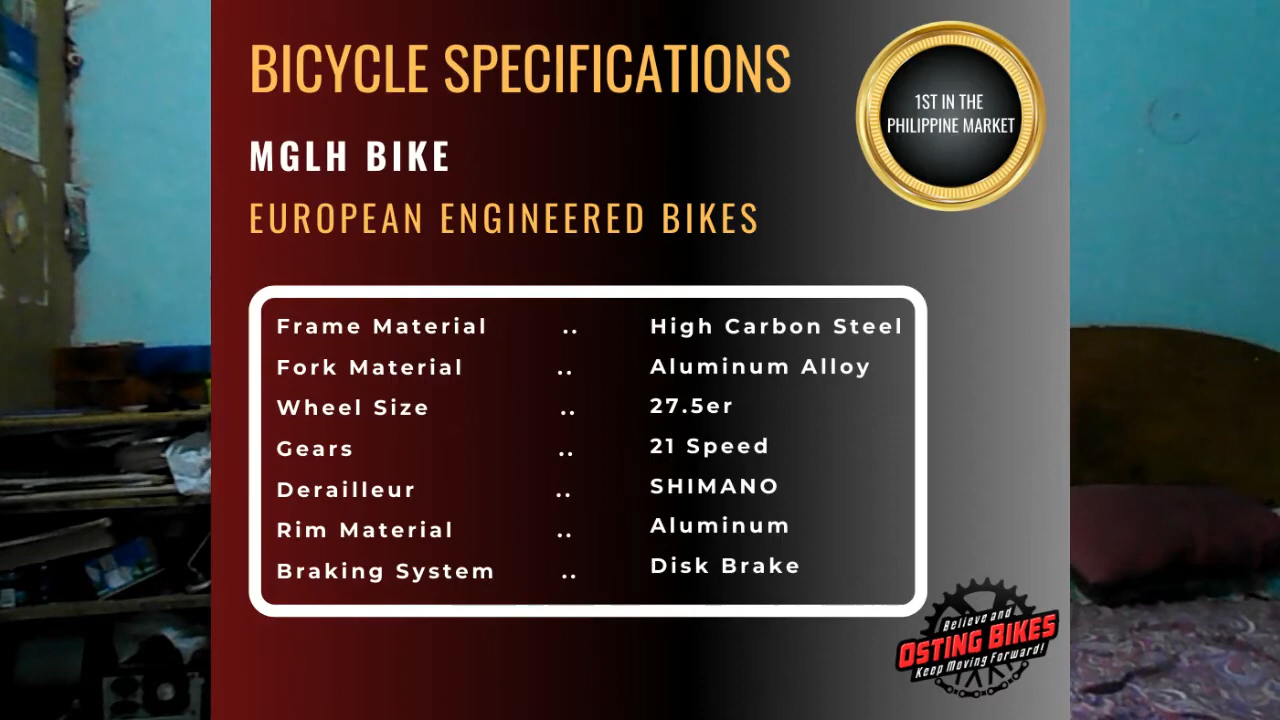 BICYCLE SPECIFICATIONS
1ST IN THE
PHILIPPINE MARKET
MGLH BIKE
EUROPEAN ENGINEERED BIKES
Frame Material .. High Carbon Steel
Fork Material .. Aluminum Alloy
Wheel Size .. 27.5er
Gears .. 21 Speed
Derailleur .. SHIMANO
Rim Material .. Aluminum
Braking System .. Disk Brake
Believe and
OSTING BIKES
Keep Moving Forward!